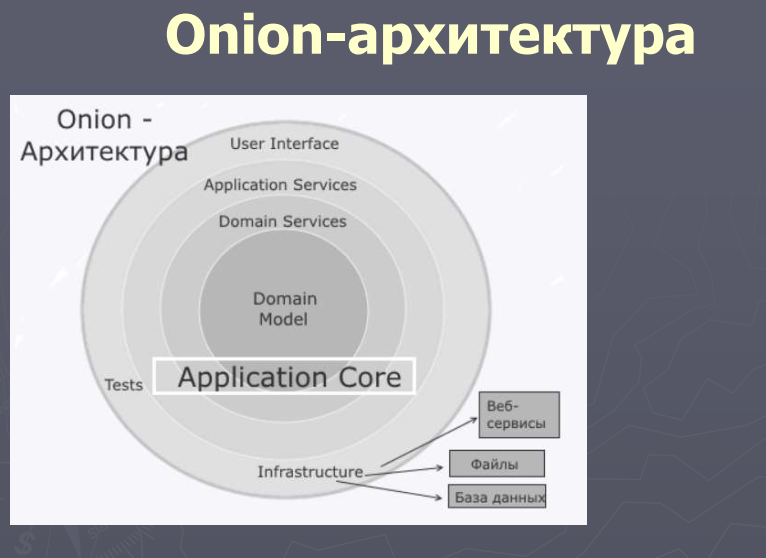 Onion-архитектура
Onion -
Архитектура
User Interface
Application Services
Domain Services
Domain
Model
Application Core
Tests
Infrastructure
Веб-
сервисы
Файлы
База данных